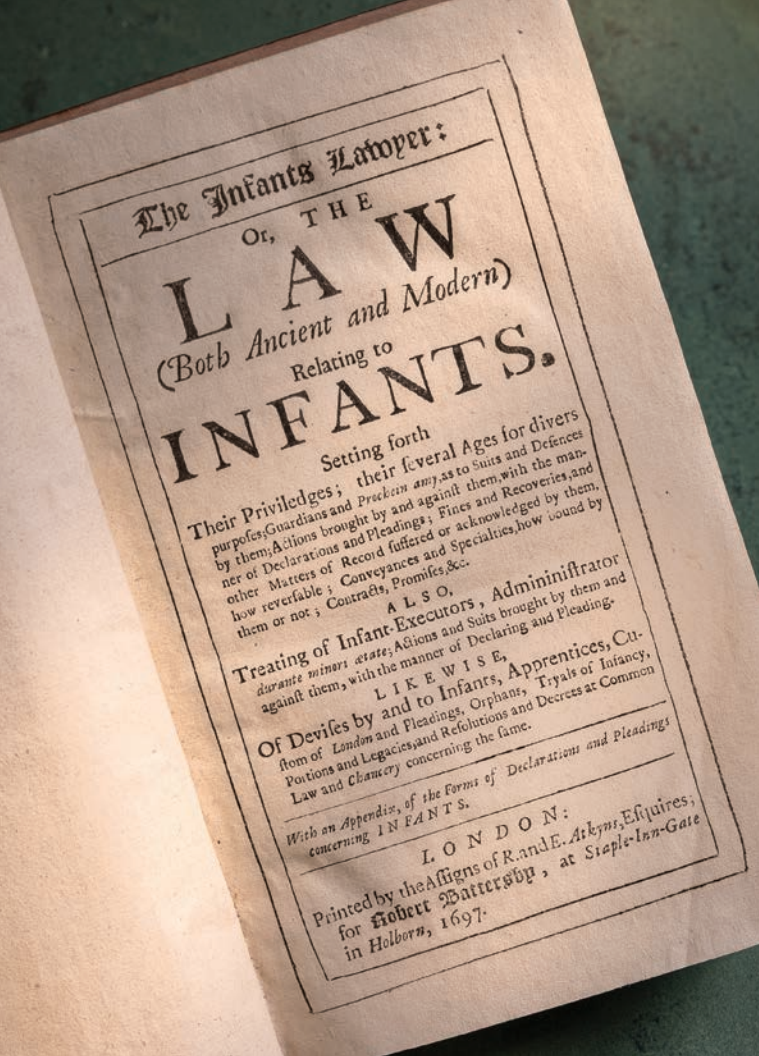 The Infants Lawyer:
Or, THE
LAW
(Both Ancient and Modern)
Relating to
INFANTS.
Setting forth
Their Priviledges; their ſeveral Ages for divers
purpoſes; Guardians and Prochein amy, as to Suits and Defences
by them; Actions brought by and againſt them, with the man-
ner of Declarations and Pleadings; Fines and Recoveries, and
other Matters of Record ſuffered or acknowledged by them,
how reverſable; Conveyances and Specialties, how bound by
them or not; Contracts, Promiſes, &c.
ALSO,
Treating of Infant-Executors, Admininiſtrator
durante minori ætate; Actions and Suits brought by them and
againſt them, with the manner of Declaring and Pleading.
LIKEWISE,
Of Deviſes by and to Infants, Apprentices, Cu-
ſtom of London and Pleadings, Orphans, Tryals of Infancy,
Portions and Legacies, and Reſolutions and Decrees at Common
Law and Chancery concerning the ſame.
With an Appendix, of the Forms of Declarations and Pleadings
concerning INFANTS.
LONDON:
Printed by the Aſſigns of R. and E. Atkyns, Eſquires;
for Robert Battersby, at Staple-Inn-Gate
in Holborn, 1697.